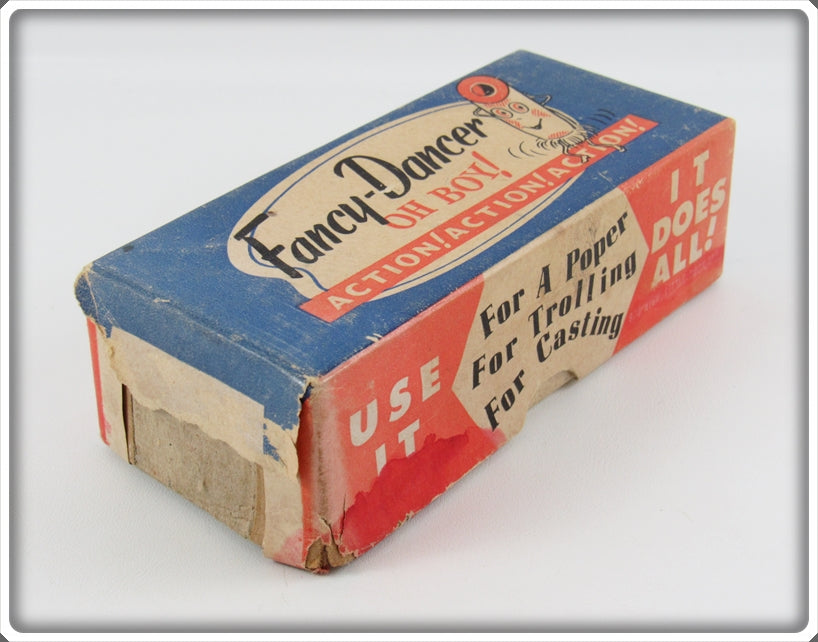 Fancy-Dancer
OH BOY!
ACTION! ACTION! ACTION!
USE
IT
For A Poper
For Trolling
For Casting
IT
DOES
ALL!